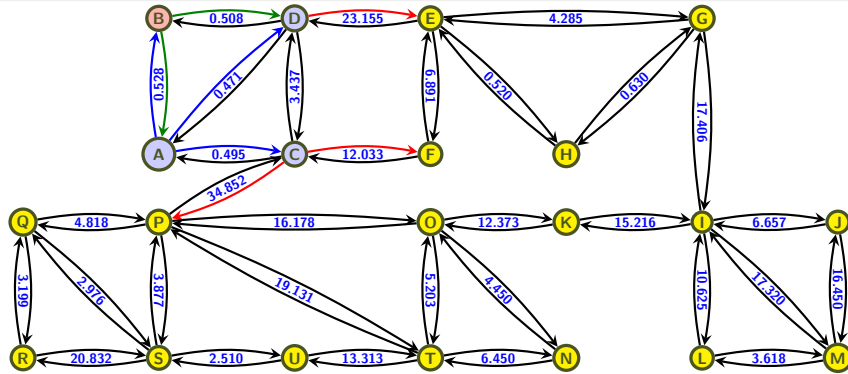 B 0.508 D 23.155 E 4.285 G
0.528 0.471 3.437 6.891 0.520 0.630 17.406
A 0.495 C 12.033 F H
34.852
Q 4.818 P 16.178 O 12.373 K 15.216 I 6.657 J
3.199 2.976 3.877 19.131 5.203 4.450 10.625 17.320 16.450
R 20.832 S 2.510 U 13.313 T 6.450 N L 3.618 M